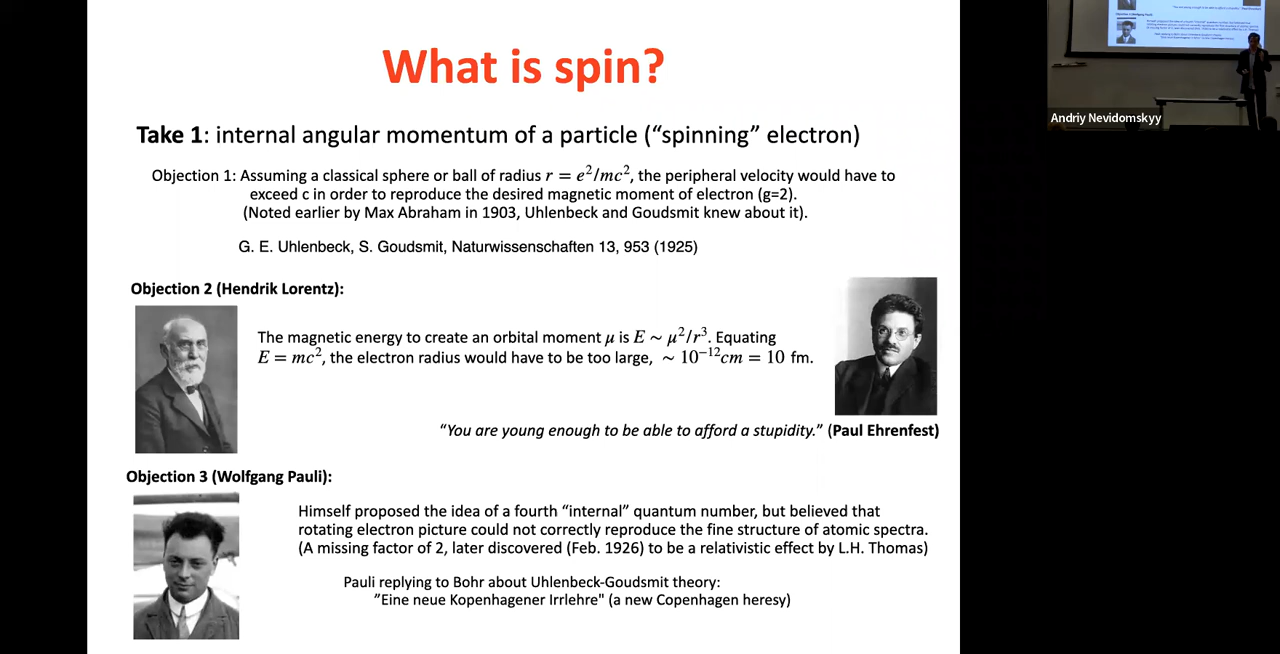 What is spin?
Take 1: internal angular momentum of a particle (“spinning” electron)
Objection 1: Assuming a classical sphere or ball of radius r = e²/mc², the peripheral velocity would have to
exceed c in order to reproduce the desired magnetic moment of electron (g=2).
(Noted earlier by Max Abraham in 1903, Uhlenbeck and Goudsmit knew about it).
G. E. Uhlenbeck, S. Goudsmit, Naturwissenschaften 13, 953 (1925)
Objection 2 (Hendrik Lorentz):
The magnetic energy to create an orbital moment μ is E ~ μ²/r³. Equating
E = mc², the electron radius would have to be too large, ~ 10⁻¹²cm = 10 fm.
“You are young enough to be able to afford a stupidity.” (Paul Ehrenfest)
Objection 3 (Wolfgang Pauli):
Himself proposed the idea of a fourth “internal” quantum number, but believed that
rotating electron picture could not correctly reproduce the fine structure of atomic spectra.
(A missing factor of 2, later discovered (Feb. 1926) to be a relativistic effect by L.H. Thomas)
Pauli replying to Bohr about Uhlenbeck-Goudsmit theory:
”Eine neue Kopenhagener Irrlehre" (a new Copenhagen heresy)
Andriy Nevidomskyy